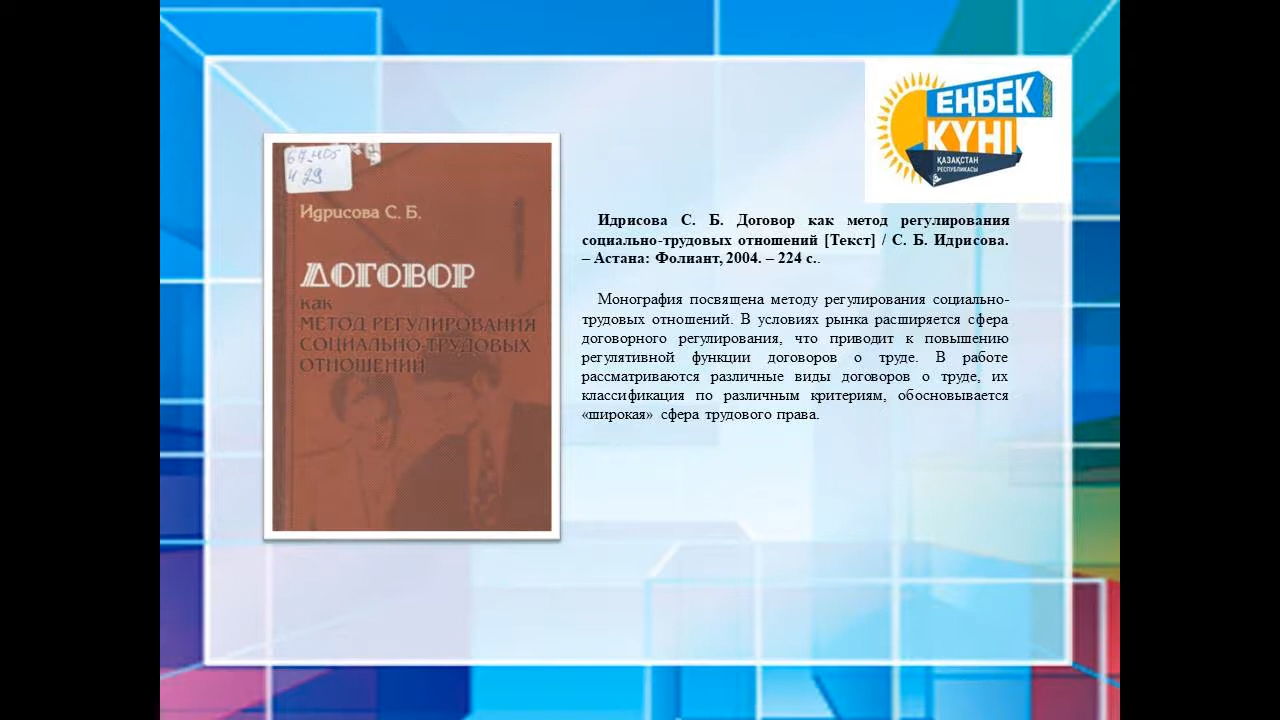 ЕҢБЕК
КҮНІ
ҚАЗАҚСТАН
РЕСПУБЛИКАСЫ
Идрисова С. Б.
ДОГОВОР
как
МЕТОД РЕГУЛИРОВАНИЯ
СОЦИАЛЬНО-ТРУДОВЫХ
ОТНОШЕНИЙ
Идрисова С. Б. Договор как метод регулирования
социально-трудовых отношений [Текст] / С. Б. Идрисова.
– Астана: Фолиант, 2004. – 224 с..
Монография посвящена методу регулирования социально-
трудовых отношений. В условиях рынка расширяется сфера
договорного регулирования, что приводит к повышению
регулятивной функции договоров о труде. В работе
рассматриваются различные виды договоров о труде, их
классификация по различным критериям, обосновывается
«широкая» сфера трудового права.